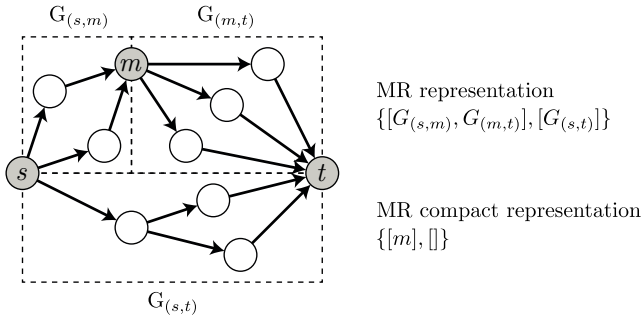 G(s,m) G(m,t)
m
s
t
G(s,t)
MR representation
{[G(s,m), G(m,t)], [G(s,t)]}
MR compact representation
{[m], []}